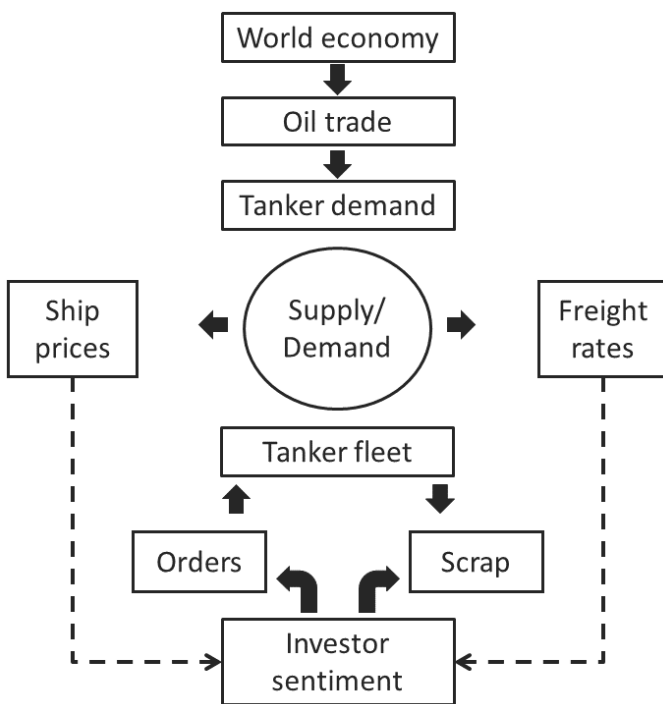 World economy
Oil trade
Tanker demand
Ship
prices
Supply/
Demand
Freight
rates
Tanker fleet
Orders
Scrap
Investor
sentiment